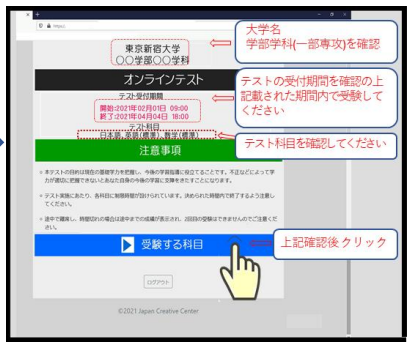 https:/
大学名
学部学科(一部専攻)を確認
東京新宿大学
〇〇学部〇〇学科
オンラインテスト
テスト受付期間
開始:2021年02月01日 09:00
終了:2021年04月04日 18:00
テストの受付期間を確認の上
記載された期間内で受験して
ください
テスト科目
日本語, 英語(標準), 数学(標準)
テスト科目を確認してください
注意事項
本テストの目的は現在の基礎学力を把握し、今後の学習指導に役立てることです。不正などによって学
力が適切に把握できないとあなた自身の今後の学習に支障をきたすことになります。
テスト実施にあたり、各科目に制限時間が設けられています。決められた時間内で終了するよう注意し
てください。
途中で離席し、時間切れの場合は途中までの成績が表示され、2回目の受験はできませんのでご注意くだ
さい。
受験する科目
上記確認後クリック
ログアウト
©2021 Japan Creative Center